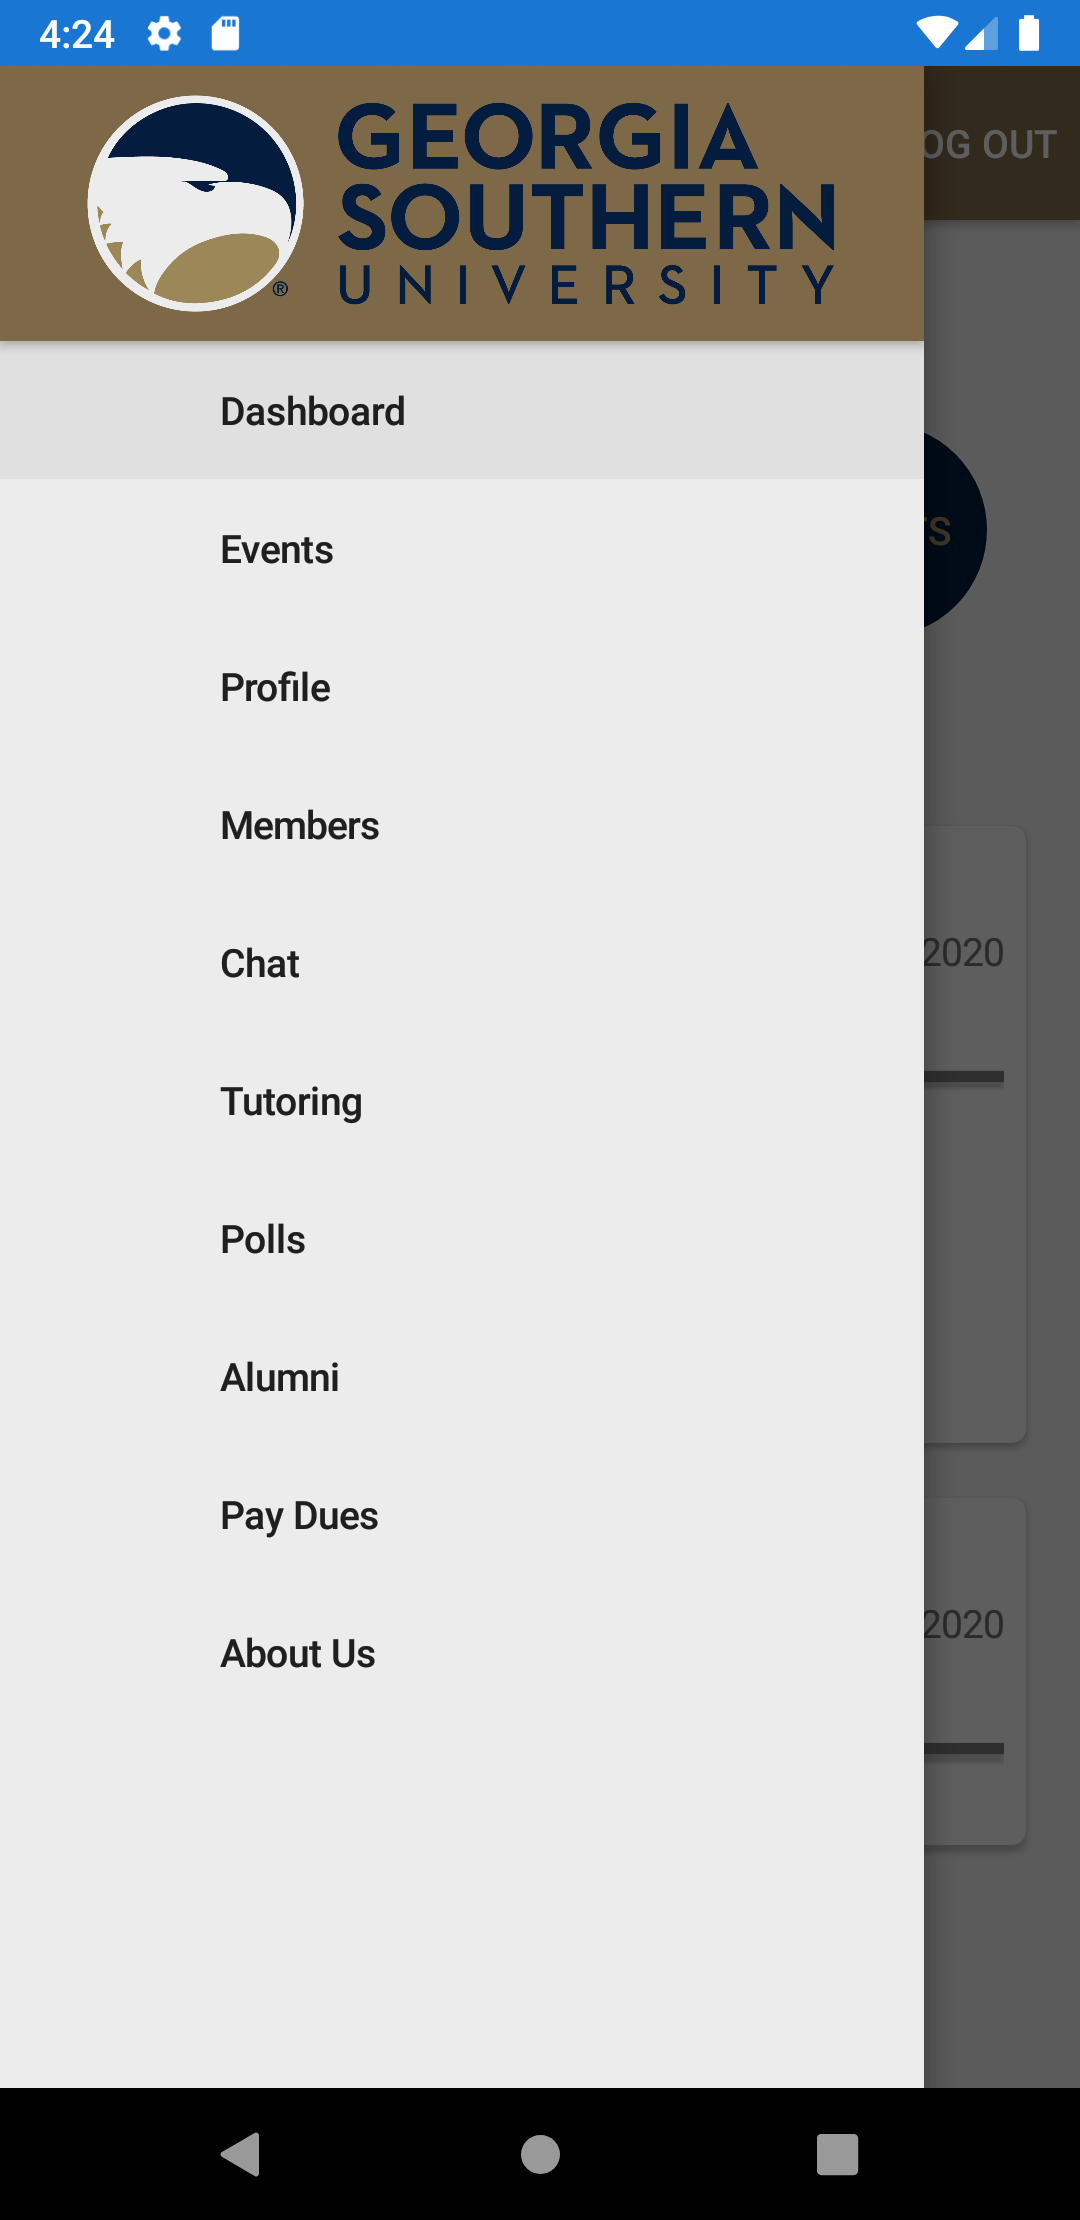 4:24
GEORGIA
SOUTHERN
UNIVERSITY
®
OG OUT
Dashboard
Events
TS
Profile
Members
Chat
2020
Tutoring
Polls
Alumni
Pay Dues
About Us
2020